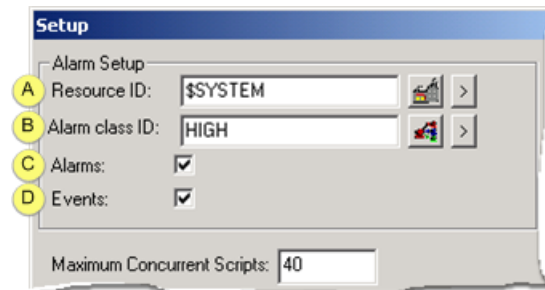 Setup
Alarm Setup
A Resource ID: $SYSTEM >
B Alarm class ID: HIGH >
C Alarms:
D Events:
Maximum Concurrent Scripts: 40